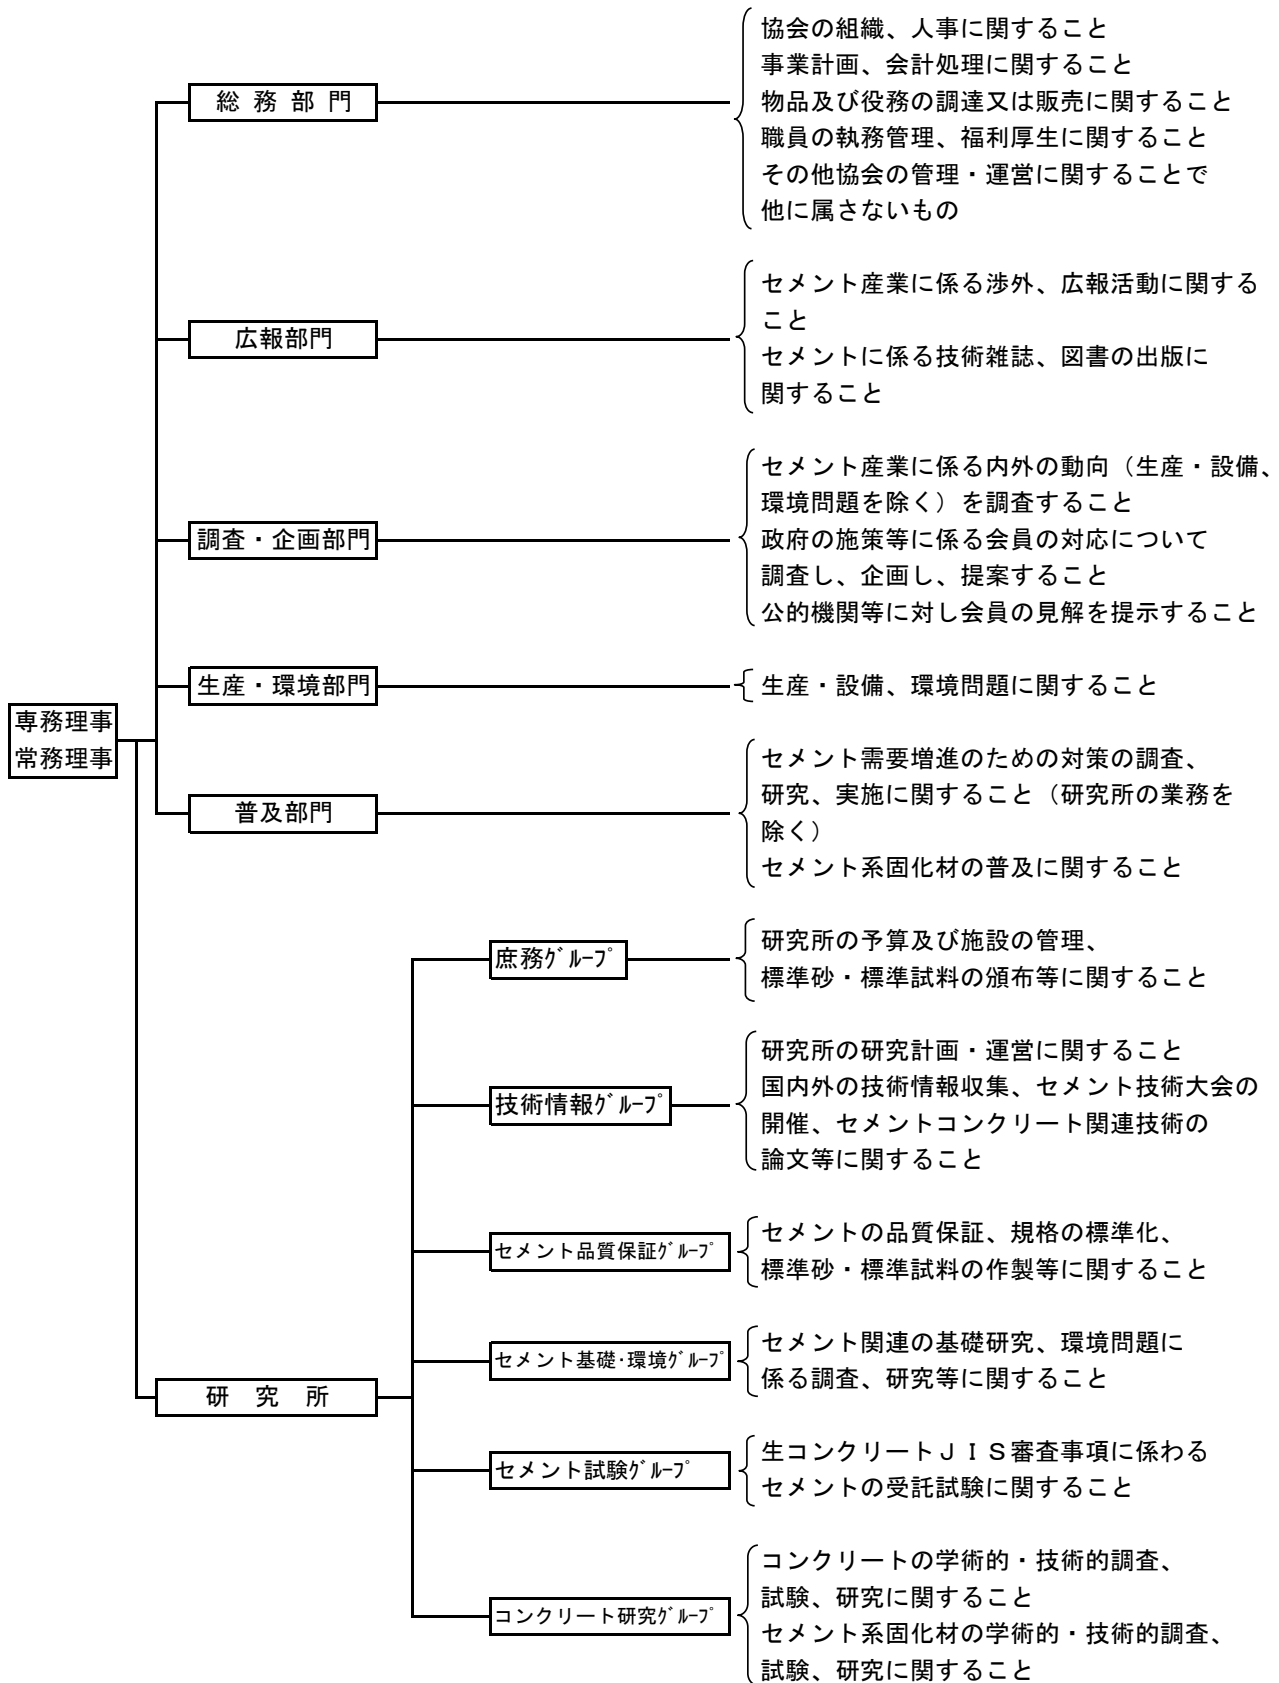 協会の組織、人事に関すること
事業計画、会計処理に関すること
総 務 部 門
物品及び役務の調達又は販売に関すること
職員の執務管理、福利厚生に関すること
その他協会の管理・運営に関することで
他に属さないもの
セメント産業に係る渉外、広報活動に関する
こと
広報部門
セメントに係る技術雑誌、図書の出版に
関すること
セメント産業に係る内外の動向（生産・設備、
環境問題を除く）を調査すること
調査・企画部門
政府の施策等に係る会員の対応について
調査し、企画し、提案すること
公的機関等に対し会員の見解を提示すること
生産・環境部門
生産・設備、環境問題に関すること
専務理事
常務理事
セメント需要増進のための対策の調査、
研究、実施に関すること（研究所の業務を
普及部門
除く）
セメント系固化材の普及に関すること
庶務ｸﾞﾙｰﾌﾟ
研究所の予算及び施設の管理、
標準砂・標準試料の頒布等に関すること
研究所の研究計画・運営に関すること
国内外の技術情報収集、セメント技術大会の
技術情報ｸﾞﾙｰﾌﾟ
開催、セメントコンクリート関連技術の
論文等に関すること
セメント品質保証ｸﾞﾙｰﾌﾟ
セメントの品質保証、規格の標準化、
標準砂・標準試料の作製等に関すること
セメント基礎･環境ｸﾞﾙｰﾌﾟ
セメント関連の基礎研究、環境問題に
係る調査、研究等に関すること
研　究　所
セメント試験ｸﾞﾙｰﾌﾟ
生コンクリートＪＩＳ審査事項に係わる
セメントの受託試験に関すること
コンクリートの学術的・技術的調査、
試験、研究に関すること
コンクリート研究ｸﾞﾙｰﾌﾟ
セメント系固化材の学術的・技術的調査、
試験、研究に関すること